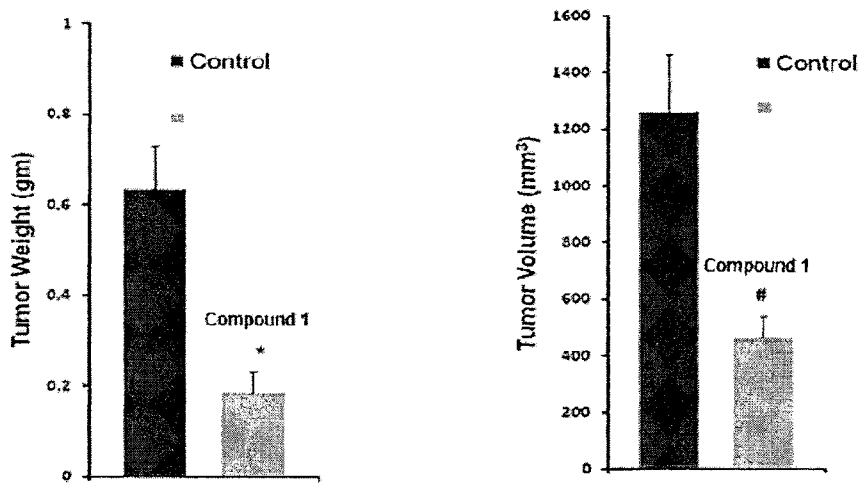 1
0.8
0.6
0.4
0.2
0
Tumor Weight (gm)
Control
Compound 1
*
1600
1400
1200
1000
800
600
400
200
0
Tumor Volume (mm³)
Control
Compound 1
#